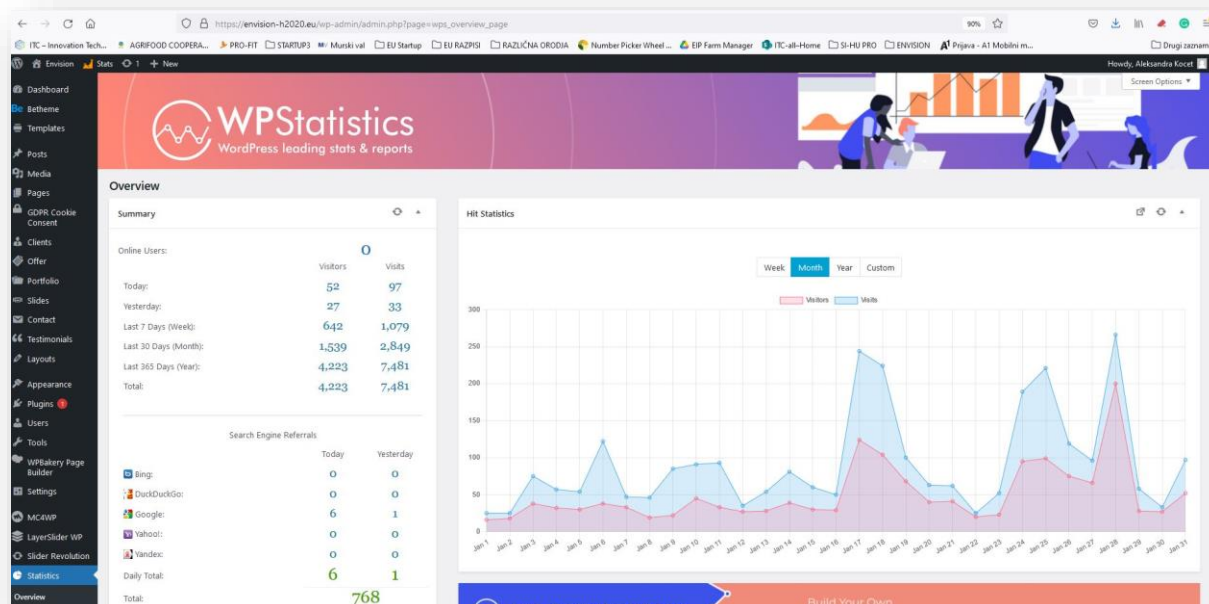 https://envision-h2020.eu/wp-admin/admin.php?page=wps_overview_page
90%
ITC – Innovation Tech...
AGRIFOOD COOPERA...
PRO-FIT
STARTUP3
Murski val
EU Startup
EU RAZPISI
RAZLIČNA ORODJA
Number Picker Wheel ...
EIP Farm Manager
ITC-all–Home
SI-HU PRO
ENVISION
Prijava - A1 Mobilni m...
Drugi zaznam
Envision
Stats
1
New
Howdy, Aleksandra Kocet
Screen Options
Dashboard
Be Betheme
Templates
Posts
Media
Pages
GDPR Cookie
Consent
Clients
Offer
Portfolio
Slides
Contact
Testimonials
Layouts
Appearance
Plugins 1
Users
Tools
WPBakery Page
Builder
Settings
MC4WP
LayerSlider WP
Slider Revolution
Statistics
Overview
WPStatistics
WordPress leading stats & reports
Overview
Summary
Online Users: 0
Visitors Visits
Today: 52 97
Yesterday: 27 33
Last 7 Days (Week): 642 1,079
Last 30 Days (Month): 1,539 2,849
Last 365 Days (Year): 4,223 7,481
Total: 4,223 7,481
Search Engine Referrals
Today Yesterday
Bing: 0 0
DuckDuckGo: 0 0
Google: 6 1
Yahoo!: 0 0
Yandex: 0 0
Daily Total: 6 1
Total: 768
Hit Statistics
Week Month Year Custom
Visitors Visits
300
250
200
150
100
50
0
Jan 1 Jan 2 Jan 3 Jan 4 Jan 5 Jan 6 Jan 7 Jan 8 Jan 9 Jan 10 Jan 11 Jan 12 Jan 13 Jan 14 Jan 15 Jan 16 Jan 17 Jan 18 Jan 19 Jan 20 Jan 21 Jan 22 Jan 23 Jan 24 Jan 25 Jan 26 Jan 27 Jan 28 Jan 29 Jan 30 Jan 31
Build Your Own